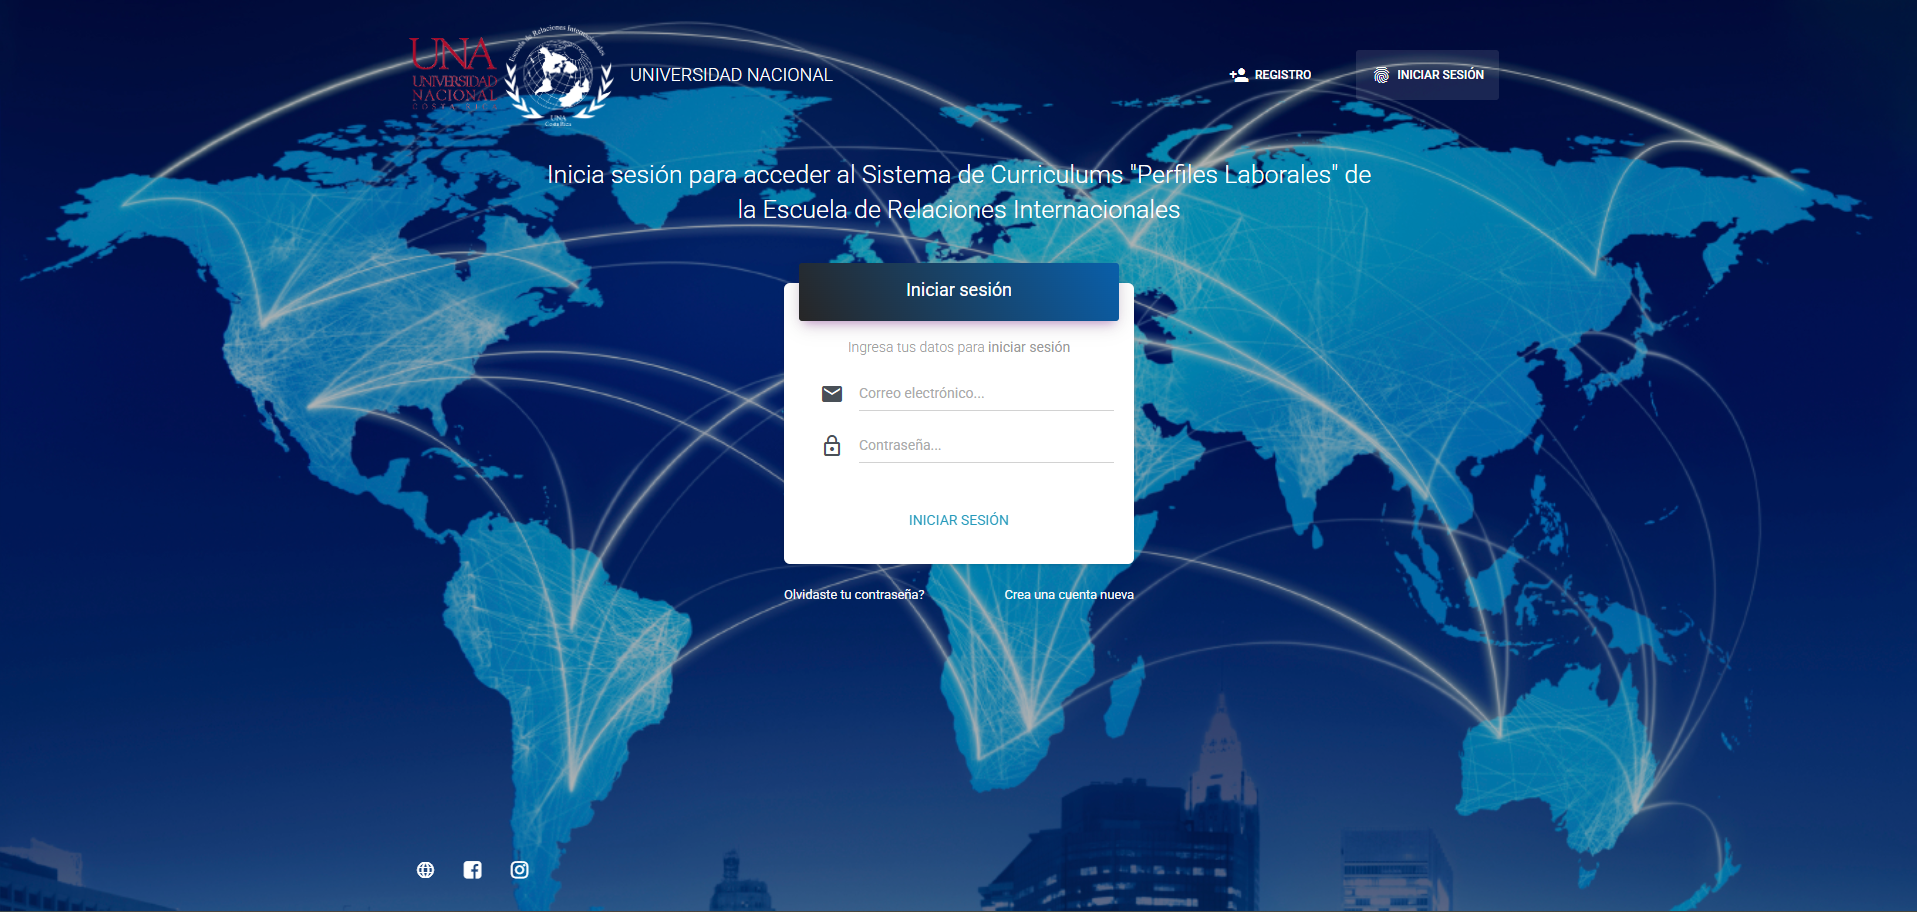 UNA
UNIVERSIDAD
NACIONAL
COSTA RICA
Escuela de Relaciones Internacionales
UNA
Costa Rica
UNIVERSIDAD NACIONAL
REGISTRO
INICIAR SESIÓN
Inicia sesión para acceder al Sistema de Curriculums "Perfiles Laborales" de
la Escuela de Relaciones Internacionales
Iniciar sesión
Ingresa tus datos para iniciar sesión
Correo electrónico...
Contraseña...
INICIAR SESIÓN
Olvidaste tu contraseña?
Crea una cuenta nueva